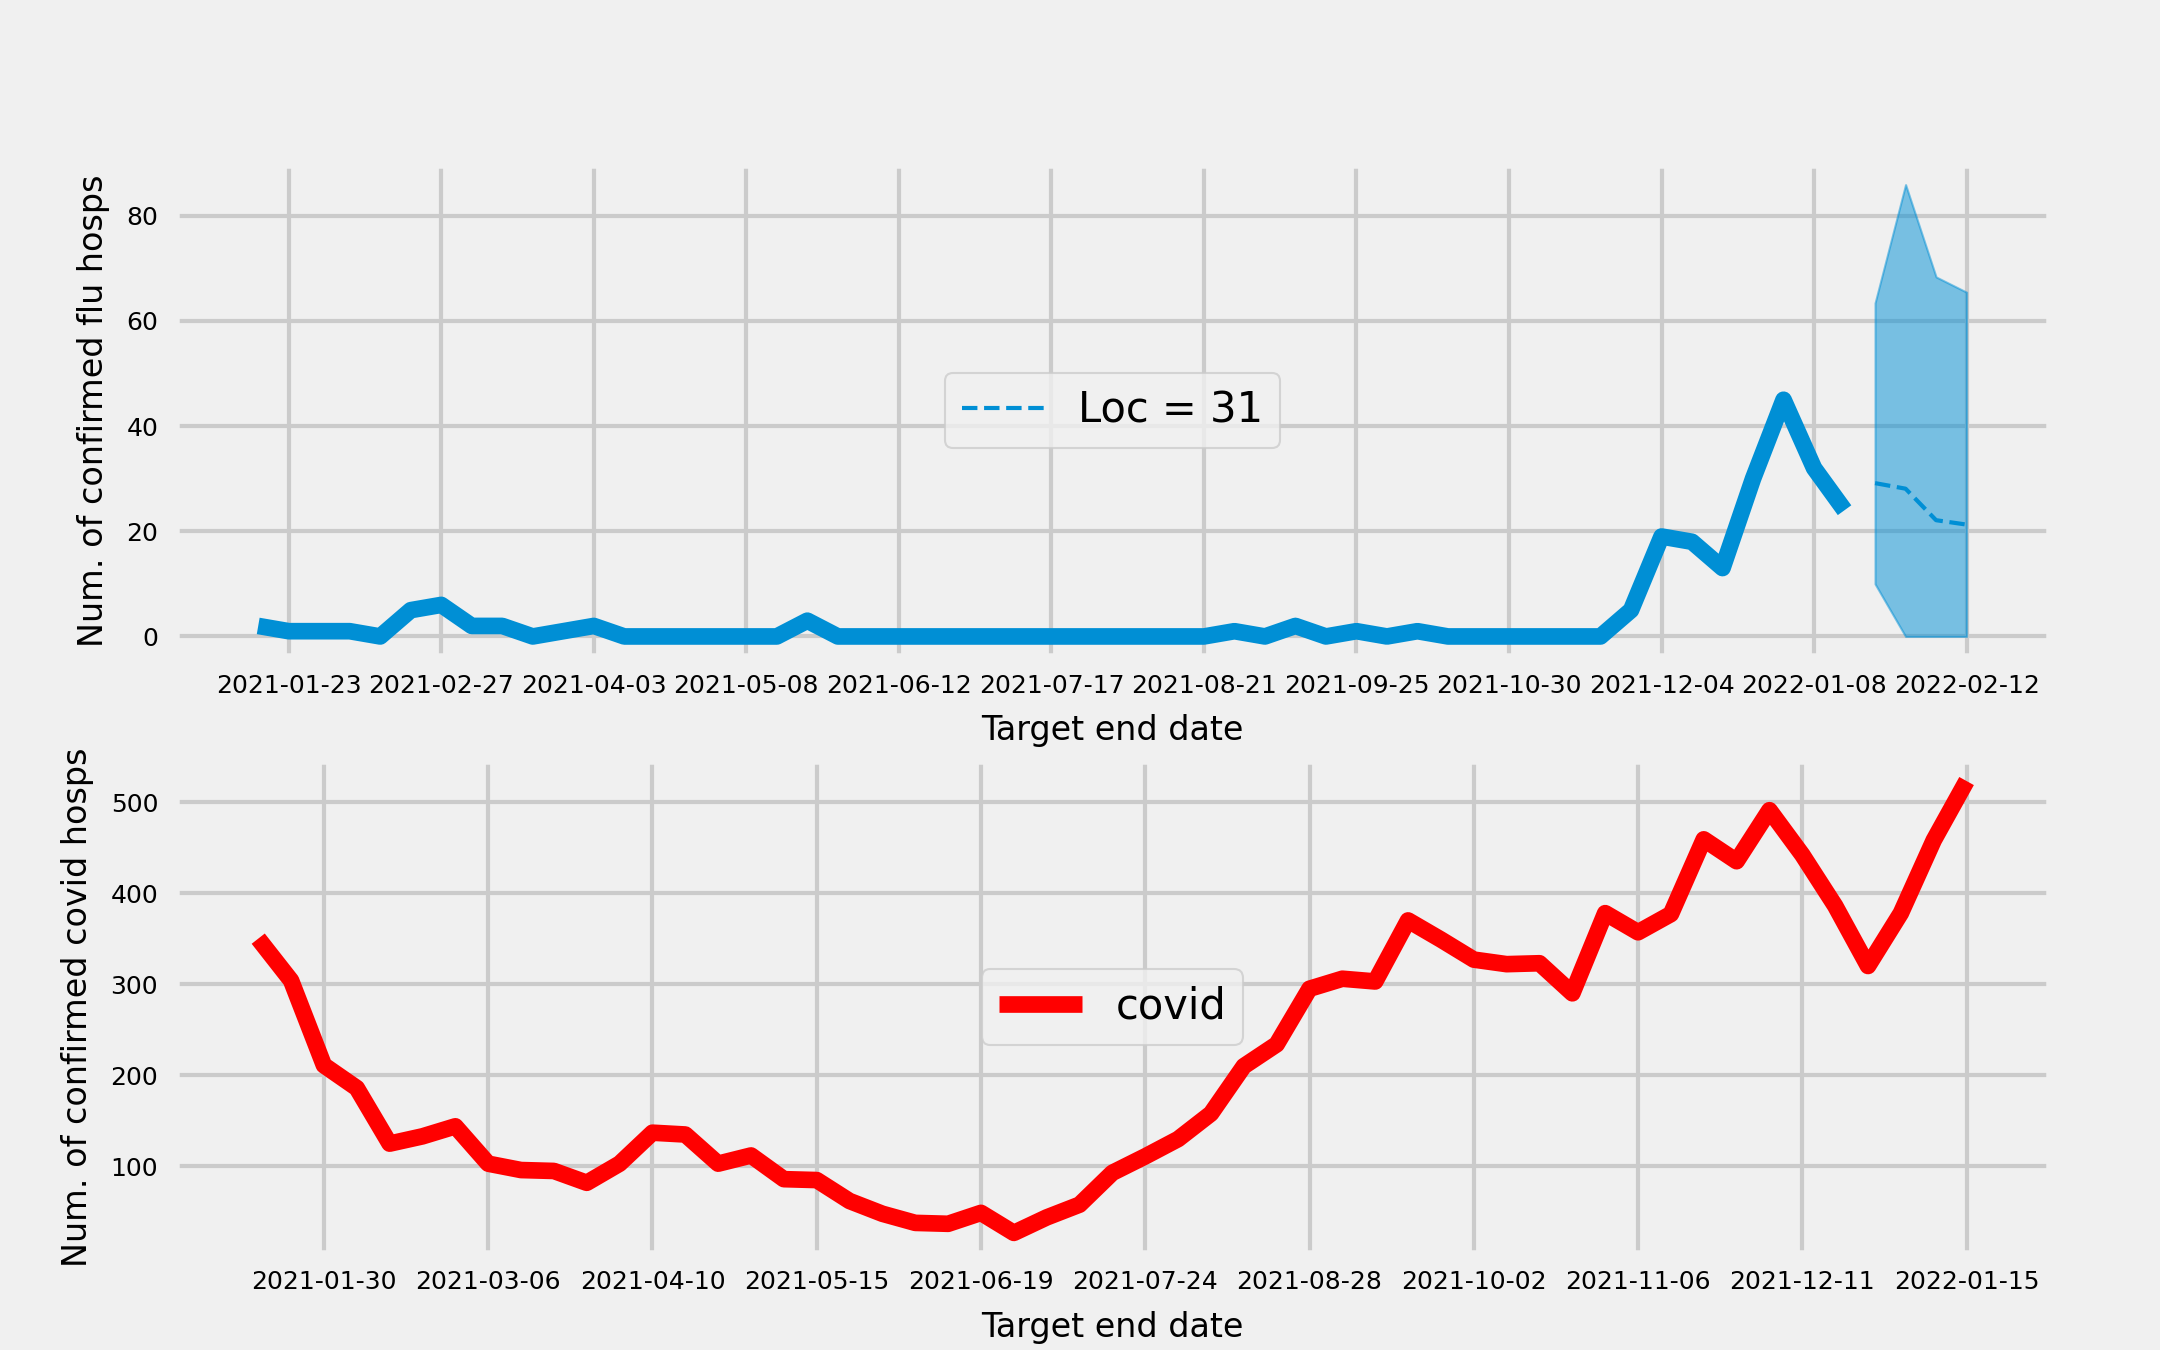 Num. of confirmed flu hosps
80
60
40
20
0
Loc = 31
2021-01-23 2021-02-27 2021-04-03 2021-05-08 2021-06-12 2021-07-17 2021-08-21 2021-09-25 2021-10-30 2021-12-04 2022-01-08 2022-02-12
Target end date
Num. of confirmed covid hosps
500
400
300
200
100
covid
2021-01-30 2021-03-06 2021-04-10 2021-05-15 2021-06-19 2021-07-24 2021-08-28 2021-10-02 2021-11-06 2021-12-11 2022-01-15
Target end date